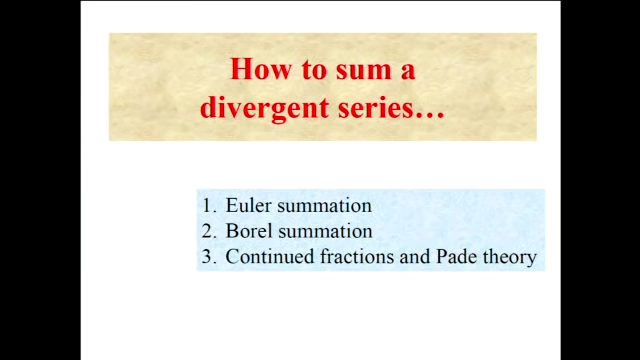 How to sum a
divergent series…
1. Euler summation
2. Borel summation
3. Continued fractions and Pade theory